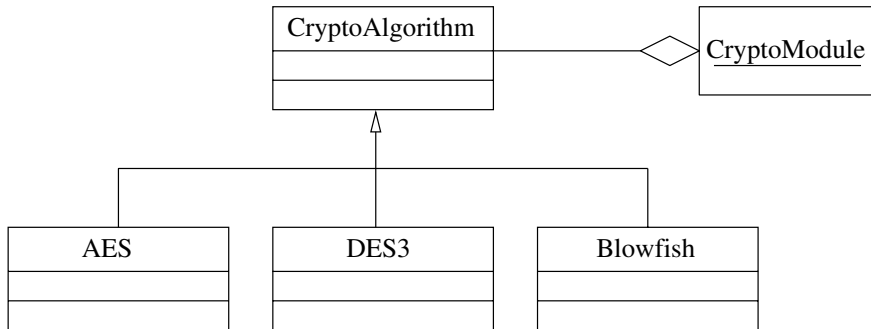 CryptoAlgorithm
CryptoModule
AES
DES3
Blowfish